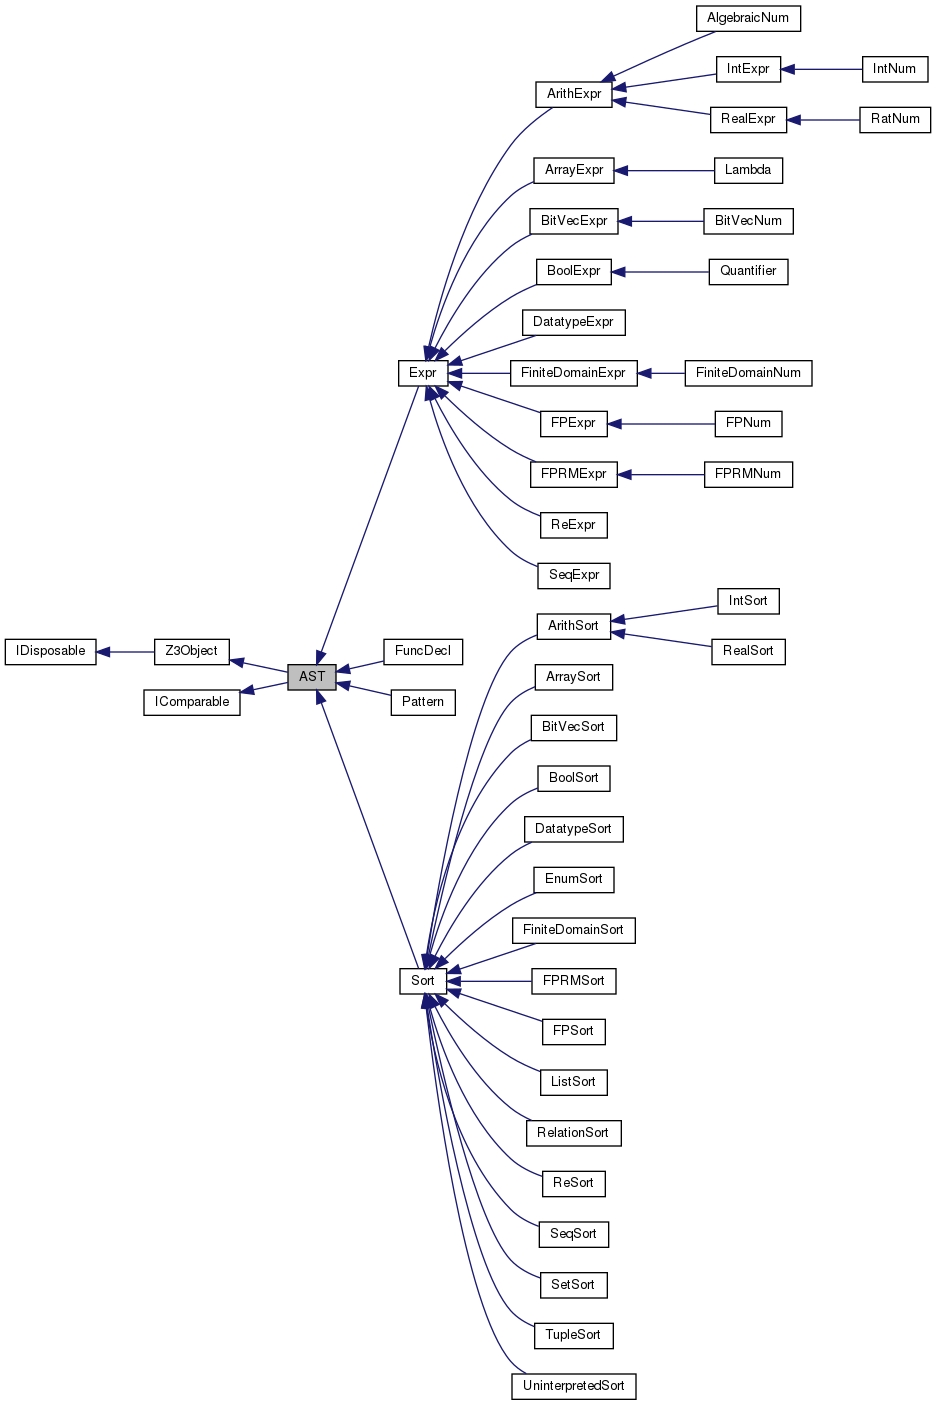 AlgebraicNum
IntExpr
IntNum
ArithExpr
RealExpr
RatNum
ArrayExpr
Lambda
BitVecExpr
BitVecNum
BoolExpr
Quantifier
DatatypeExpr
Expr
FiniteDomainExpr
FiniteDomainNum
FPExpr
FPNum
FPRMExpr
FPRMNum
ReExpr
SeqExpr
IntSort
ArithSort
RealSort
IDisposable
Z3Object
FuncDecl
AST
IComparable
Pattern
ArraySort
BitVecSort
BoolSort
DatatypeSort
EnumSort
FiniteDomainSort
Sort
FPRMSort
FPSort
ListSort
RelationSort
ReSort
SeqSort
SetSort
TupleSort
UninterpretedSort